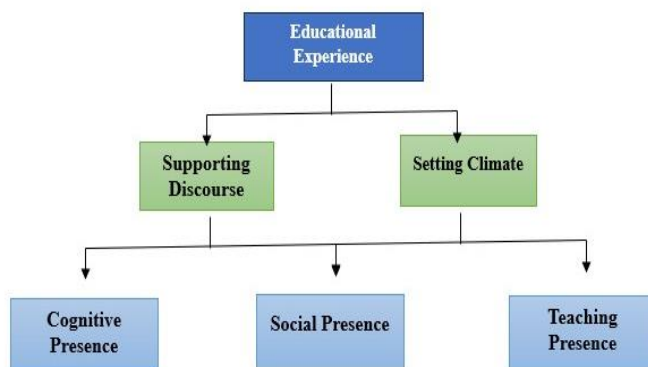 Educational
Experience
Supporting
Discourse
Setting Climate
Cognitive
Presence
Social Presence
Teaching
Presence